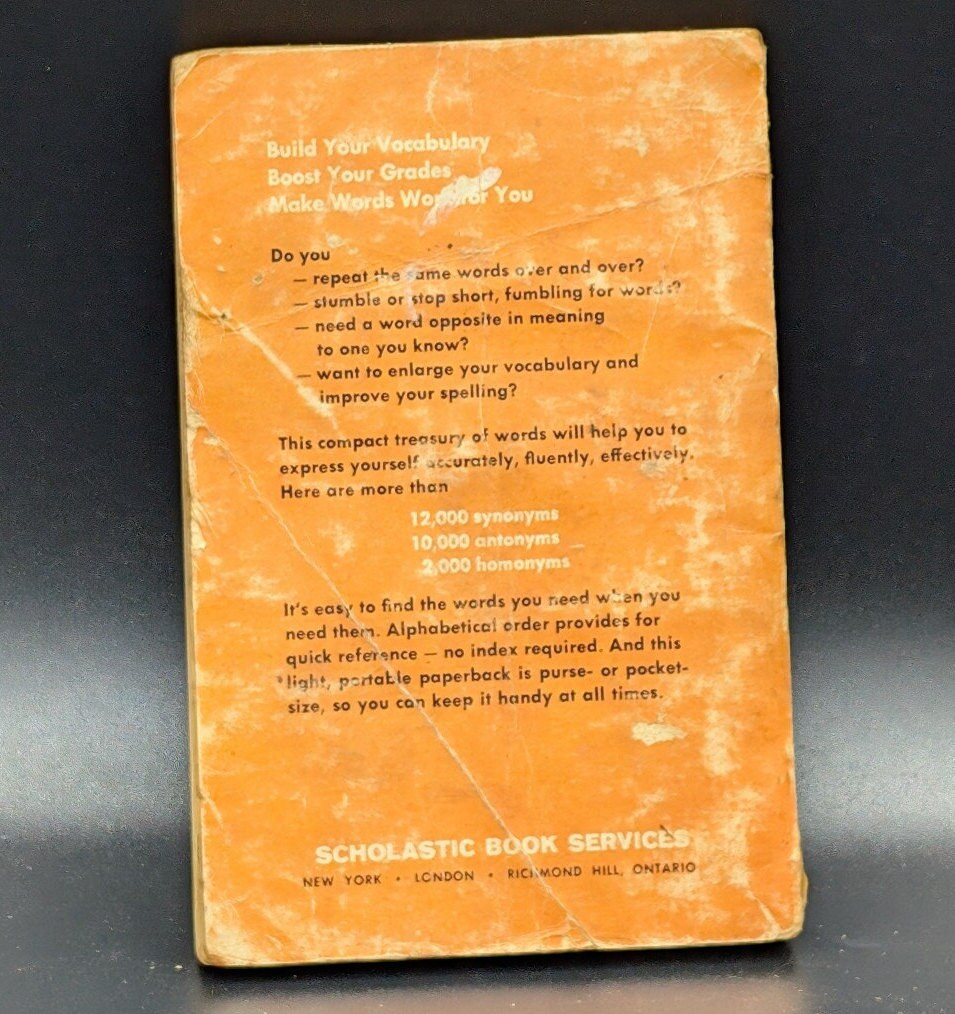 Build Your Vocabulary
Boost Your Grades
Make Words Work for You
Do you
— repeat the same words over and over?
— stumble or stop short, fumbling for words?
— need a word opposite in meaning
to one you know?
— want to enlarge your vocabulary and
improve your spelling?
This compact treasury of words will help you to
express yourself accurately, fluently, effectively.
Here are more than
12,000 synonyms
10,000 antonyms
2,000 homonyms
It's easy to find the words you need when you
need them. Alphabetical order provides for
quick reference — no index required. And this
light, portable paperback is purse- or pocket-
size, so you can keep it handy at all times.
SCHOLASTIC BOOK SERVICES
NEW YORK • LONDON • RICHMOND HILL, ONTARIO